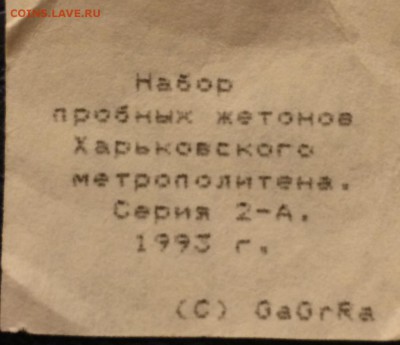 COINS.LAVE.RU
Набор
пробных жетонов
Харьковского
метрополитена.
Серия 2-А.
1993 г.
(C) GaGrRa